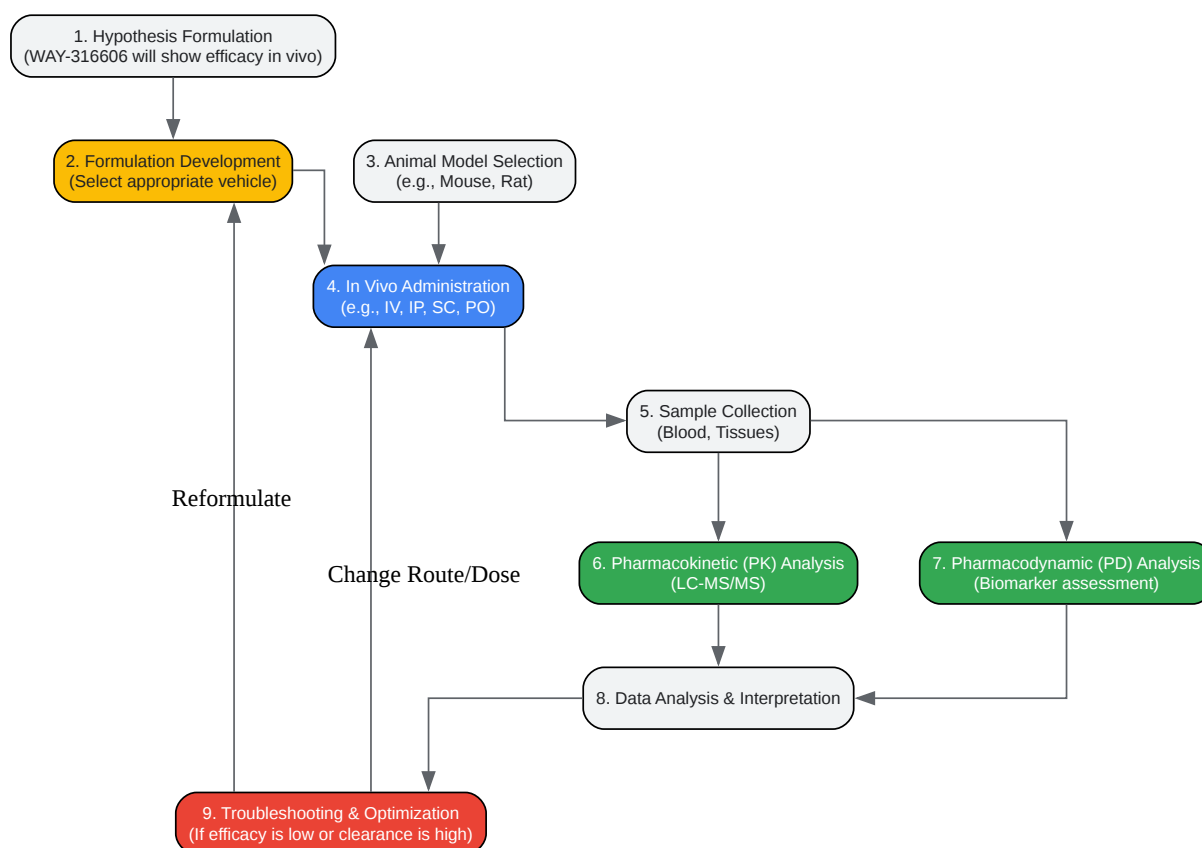 1. Hypothesis Formulation
(WAY-316606 will show efficacy in vivo)
2. Formulation Development
(Select appropriate vehicle)
3. Animal Model Selection
(e.g., Mouse, Rat)
4. In Vivo Administration
(e.g., IV, IP, SC, PO)
5. Sample Collection
(Blood, Tissues)
Reformulate
Change Route/Dose
6. Pharmacokinetic (PK) Analysis
(LC-MS/MS)
7. Pharmacodynamic (PD) Analysis
(Biomarker assessment)
8. Data Analysis & Interpretation
9. Troubleshooting & Optimization
(If efficacy is low or clearance is high)